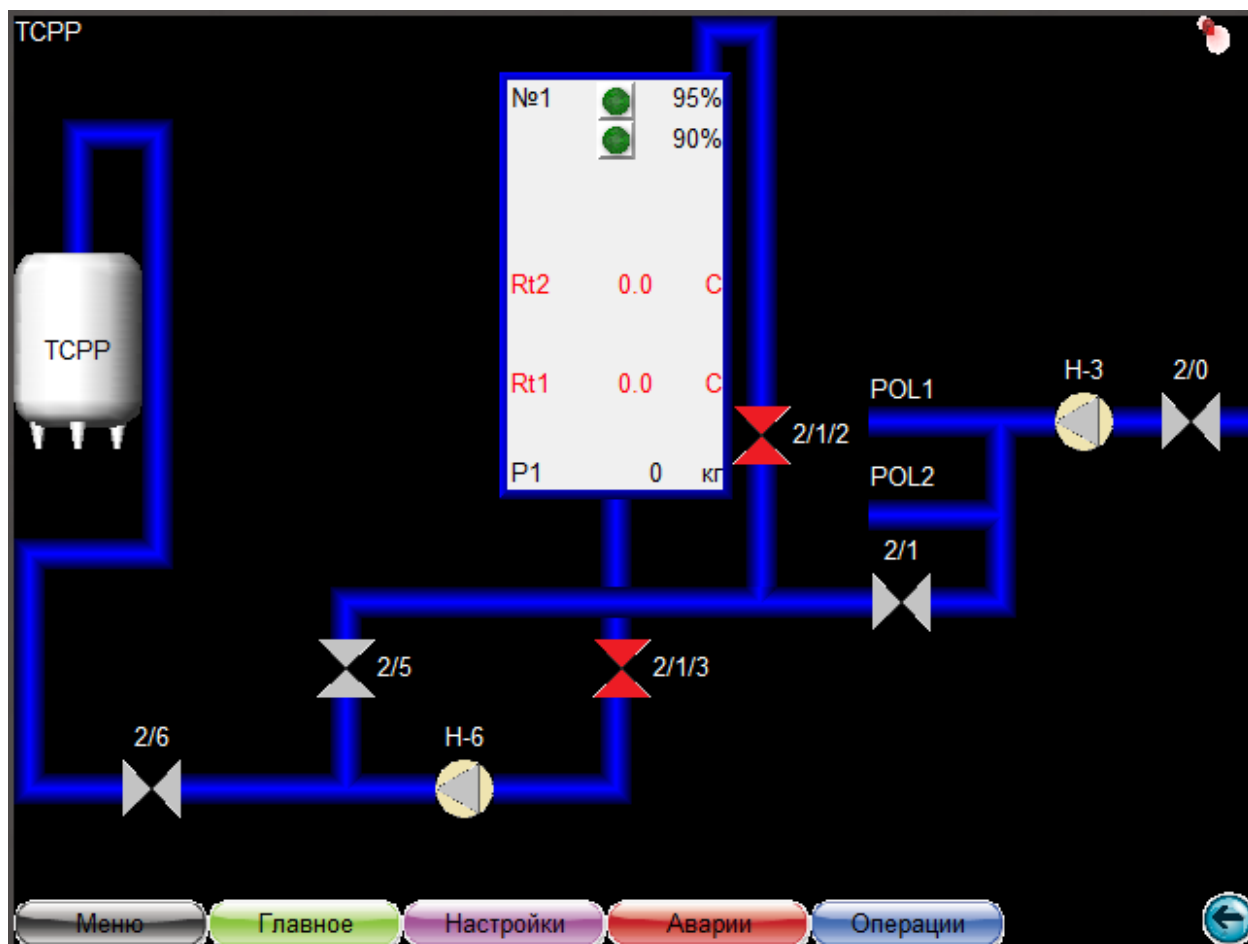 TCPP
№1 95%
90%
Rt2 0.0 C
TCPP
Rt1 0.0 C
H-3 2/0
POL1
2/1/2
P1 0 кг
POL2
2/1
2/5
2/1/3
2/6
H-6
Меню
Главное
Настройки
Аварии
Операции